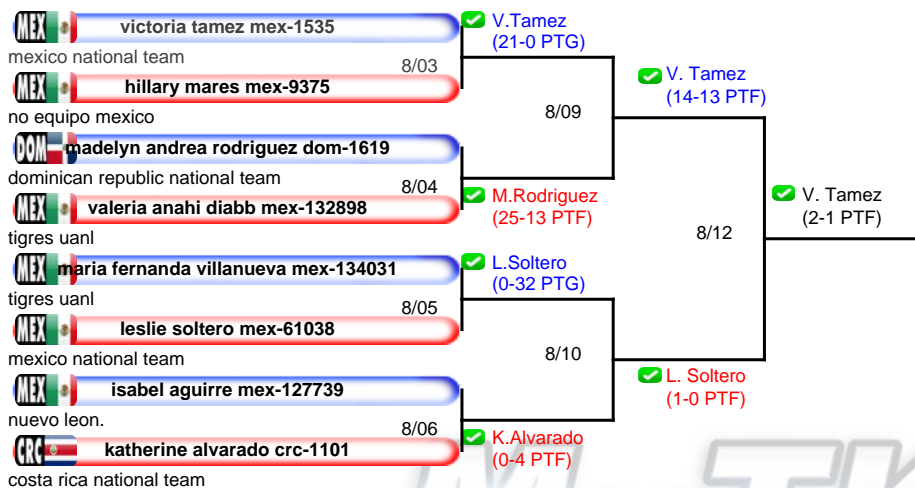 MEX victoria tamez mex-1535
mexico national team
8/03
MEX hillary mares mex-9375
no equipo mexico
DOM madelyn andrea rodriguez dom-1619
dominican republic national team
8/04
MEX valeria anahi diabb mex-132898
tigres uanl
MEX maria fernanda villanueva mex-134031
tigres uanl
8/05
MEX leslie soltero mex-61038
mexico national team
MEX isabel aguirre mex-127739
nuevo leon.
8/06
CRC katherine alvarado crc-1101
costa rica national team
V.Tamez
(21-0 PTG)
8/09
M.Rodriguez
(25-13 PTF)
L.Soltero
(0-32 PTG)
8/10
K.Alvarado
(0-4 PTF)
V. Tamez
(14-13 PTF)
8/12
L. Soltero
(1-0 PTF)
V. Tamez
(2-1 PTF)